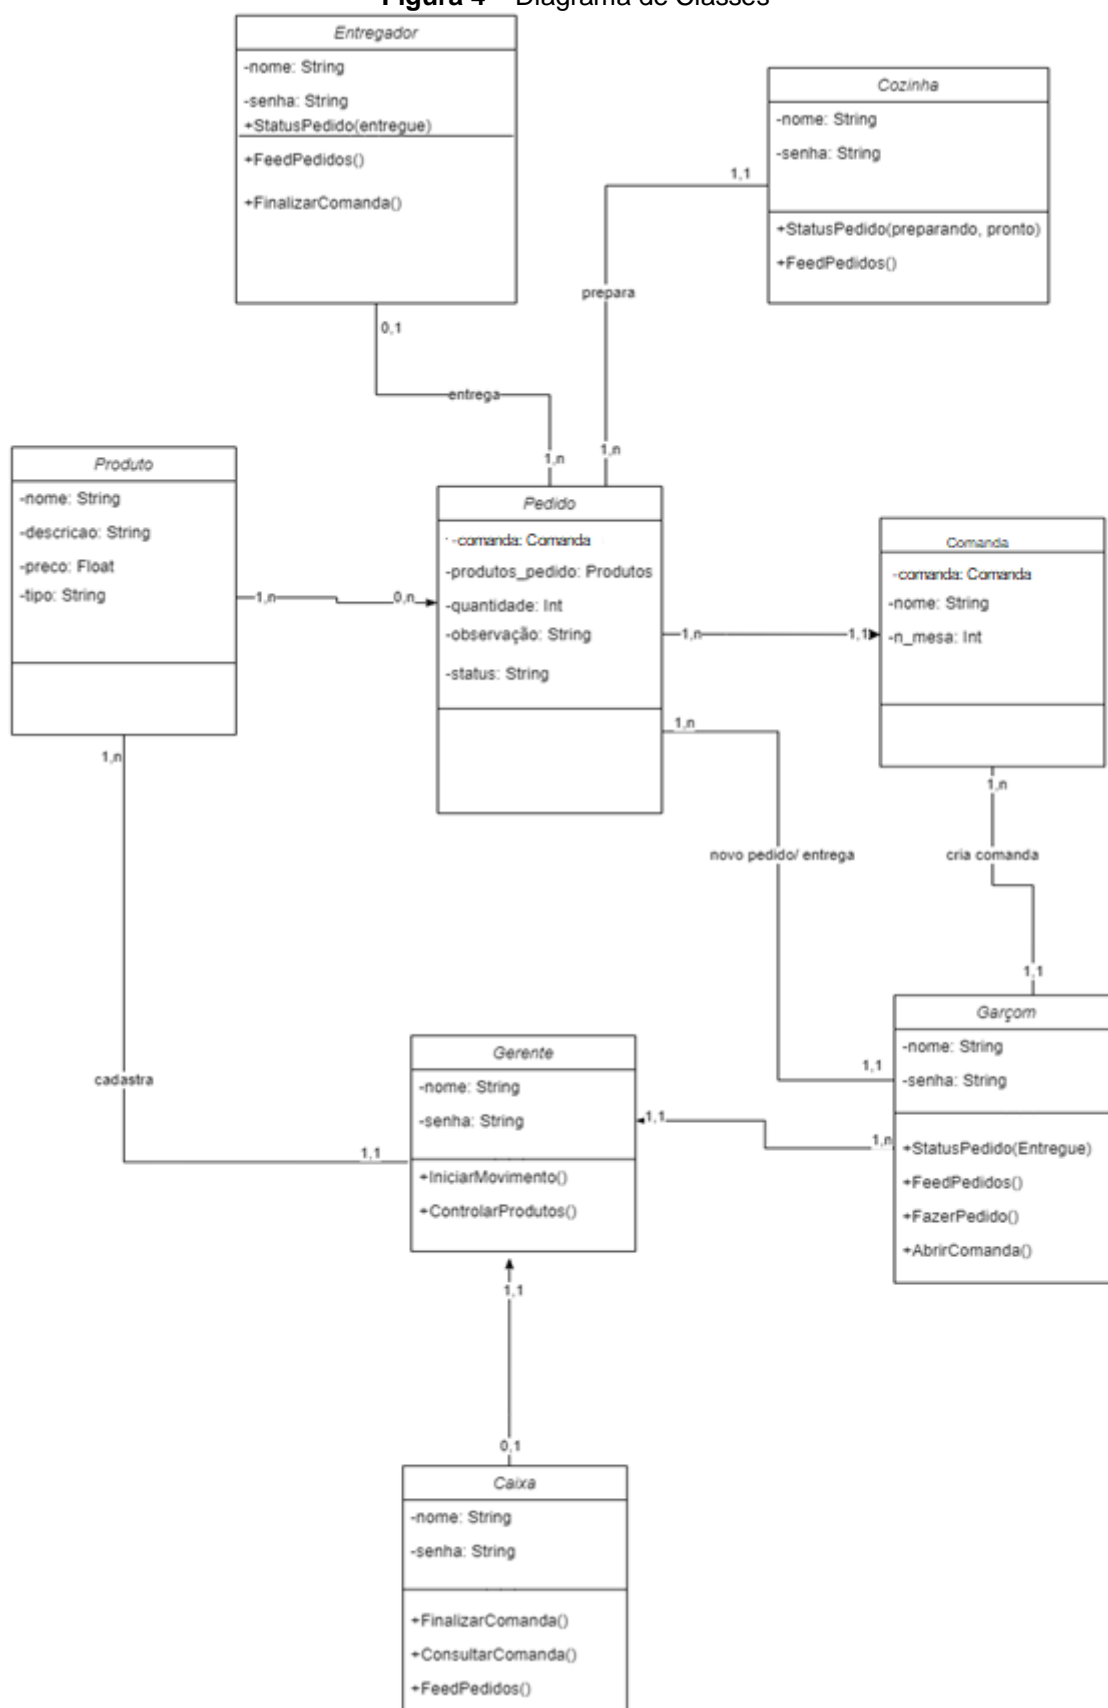 Figura 4 – Diagrama de Classes
Entregador
-nome: String
-senha: String
+StatusPedido(entregue)
+FeedPedidos()
+FinalizarComanda()
Cozinha
-nome: String
-senha: String
+StatusPedido(preparando, pronto)
+FeedPedidos()
1,1
prepara
1,n
0,1
entrega
1,n
Produto
-nome: String
-descricao: String
-preco: Float
-tipo: String
1,n
0,n
Pedido
-comanda: Comanda
-produtos_pedido: Produtos
-quantidade: Int
-observação: String
-status: String
1,n
1,1
Comanda
-comanda: Comanda
-nome: String
-n_mesa: Int
1,n
novo pedido/ entrega
1,1
1,n
cria comanda
1,1
Garçom
-nome: String
-senha: String
+StatusPedido(Entregue)
+FeedPedidos()
+FazerPedido()
+AbrirComanda()
1,n
cadastra
1,1
Gerente
-nome: String
-senha: String
+IniciarMovimento()
+ControlarProdutos()
1,1
1,n
1,1
0,1
Caixa
-nome: String
-senha: String
+FinalizarComanda()
+ConsultarComanda()
+FeedPedidos()